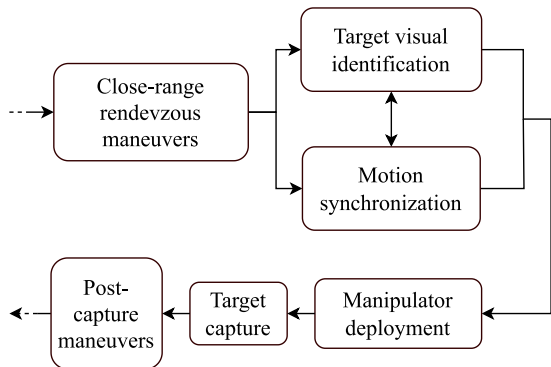 Close-range
rendevzous
maneuvers
Target visual
identification
Motion
synchronization
Manipulator
deployment
Target
capture
Post-
capture
maneuvers